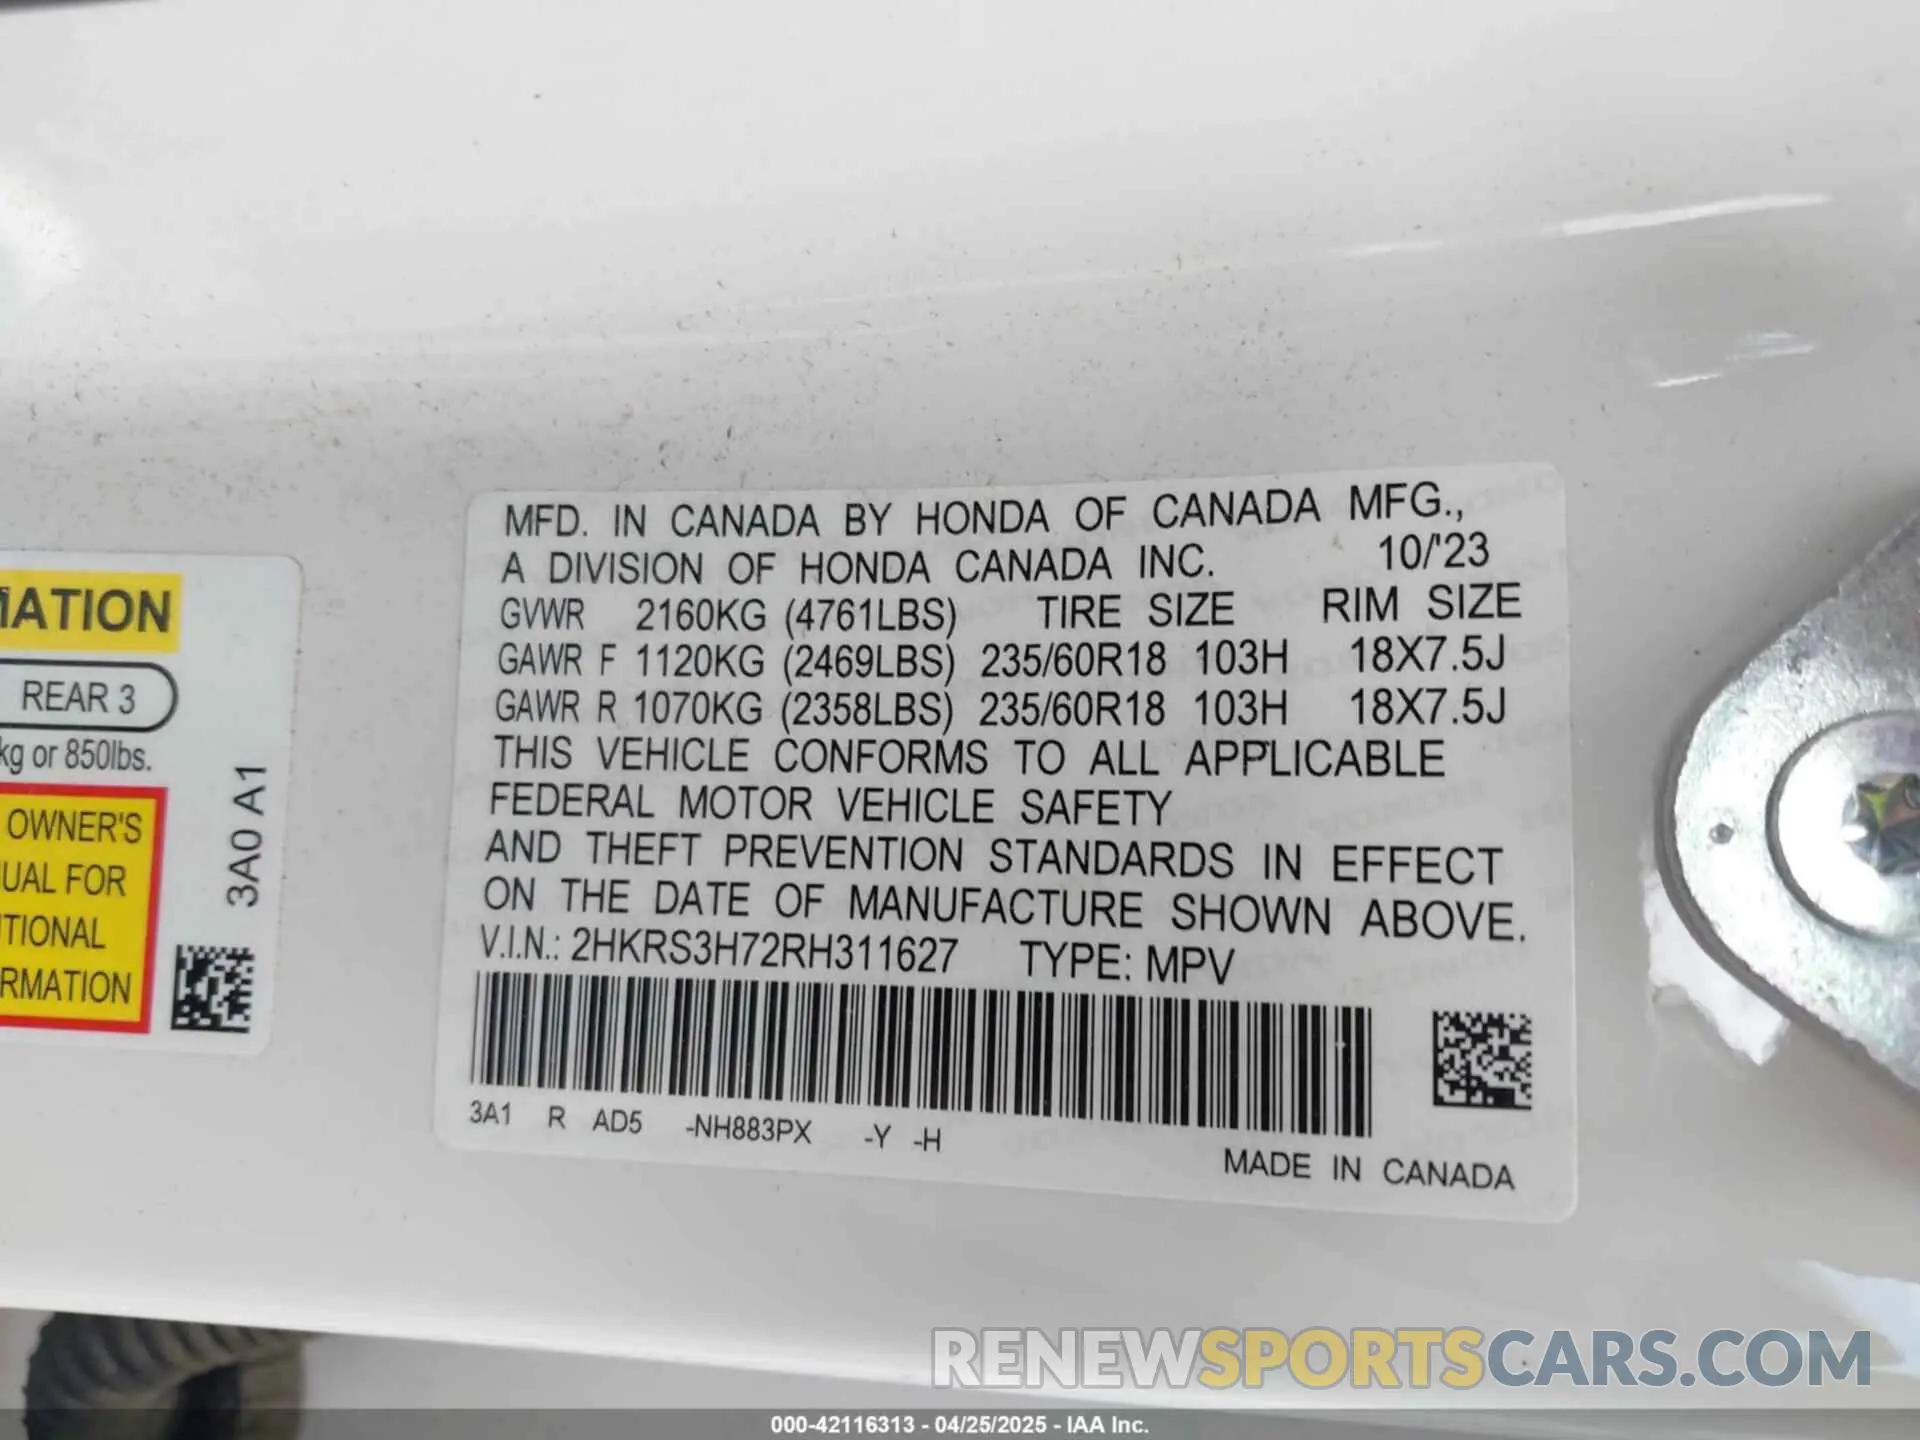 MATION
REAR 3
kg or 850lbs.
OWNER'S
FOR
3A0 A1
MFD. IN CANADA BY HONDA OF CANADA MFG.,
A DIVISION OF HONDA CANADA INC. 10/'23
GVWR 2160KG (4761LBS) TIRE SIZE RIM SIZE
GAWR F 1120KG (2469LBS) 235/60R18 103H 18X7.5J
GAWR R 1070KG (2358LBS) 235/60R18 103H 18X7.5J
THIS VEHICLE CONFORMS TO ALL APPLICABLE
FEDERAL MOTOR VEHICLE SAFETY
AND THEFT PREVENTION STANDARDS IN EFFECT
ON THE DATE OF MANUFACTURE SHOWN ABOVE.
V.I.N.: 2HKRS3H72RH311627 TYPE: MPV
3A1 R AD5 -NH883PX -Y -H
MADE IN CANADA
RENEWSPORTSCARS.COM
000-42116313 - 04/25/2025 - IAA Inc.